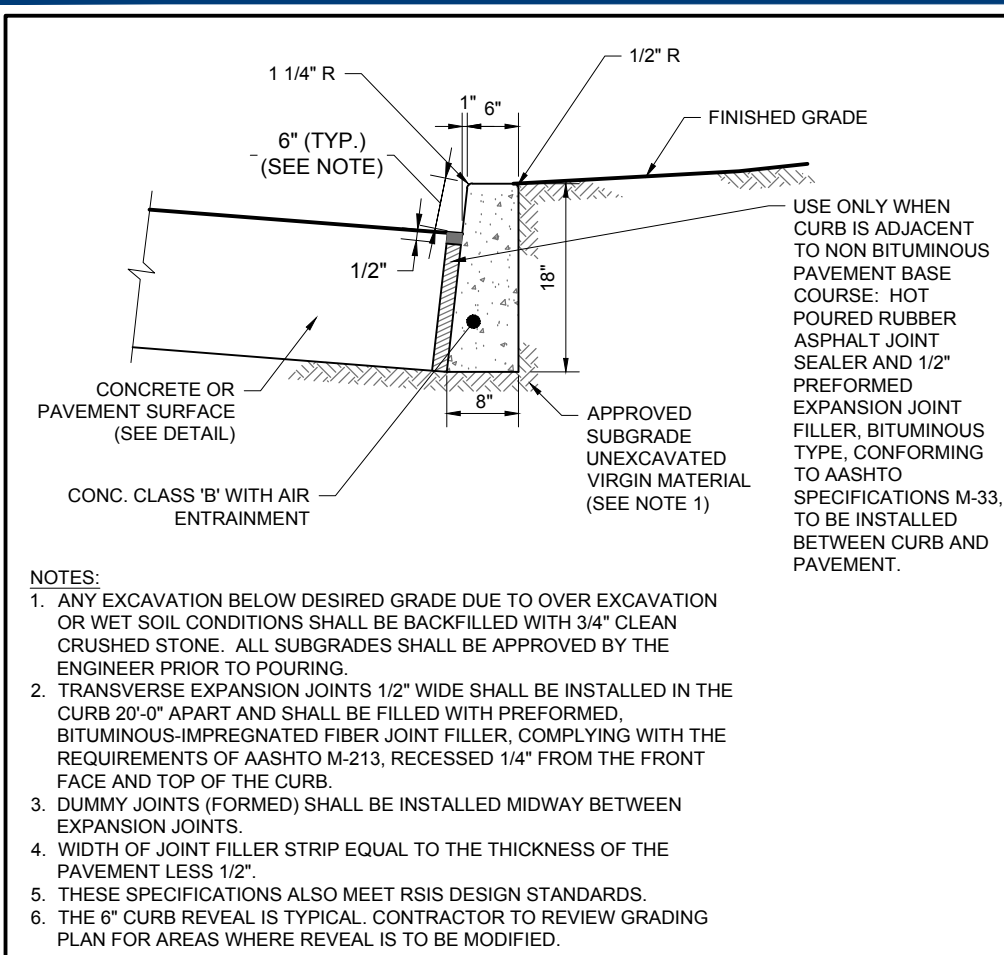 1 1/4" R
1/2" R
1"
6"
FINISHED GRADE
6" (TYP.)
(SEE NOTE)
1/2"
18"
8"
USE ONLY WHEN
CURB IS ADJACENT
TO NON BITUMINOUS
PAVEMENT BASE
COURSE: HOT
POURED RUBBER
ASPHALT JOINT
SEALER AND 1/2"
PREFORMED
EXPANSION JOINT
FILLER, BITUMINOUS
TYPE, CONFORMING
TO AASHTO
SPECIFICATIONS M-33,
TO BE INSTALLED
BETWEEN CURB AND
PAVEMENT.
CONCRETE OR
PAVEMENT SURFACE
(SEE DETAIL)
APPROVED
SUBGRADE
UNEXCAVATED
VIRGIN MATERIAL
(SEE NOTE 1)
CONC. CLASS 'B' WITH AIR
ENTRAINMENT
NOTES:
1. ANY EXCAVATION BELOW DESIRED GRADE DUE TO OVER EXCAVATION
OR WET SOIL CONDITIONS SHALL BE BACKFILLED WITH 3/4" CLEAN
CRUSHED STONE. ALL SUBGRADES SHALL BE APPROVED BY THE
ENGINEER PRIOR TO POURING.
2. TRANSVERSE EXPANSION JOINTS 1/2" WIDE SHALL BE INSTALLED IN THE
CURB 20'-0" APART AND SHALL BE FILLED WITH PREFORMED,
BITUMINOUS-IMPREGNATED FIBER JOINT FILLER, COMPLYING WITH THE
REQUIREMENTS OF AASHTO M-213, RECESSED 1/4" FROM THE FRONT
FACE AND TOP OF THE CURB.
3. DUMMY JOINTS (FORMED) SHALL BE INSTALLED MIDWAY BETWEEN
EXPANSION JOINTS.
4. WIDTH OF JOINT FILLER STRIP EQUAL TO THE THICKNESS OF THE
PAVEMENT LESS 1/2".
5. THESE SPECIFICATIONS ALSO MEET RSIS DESIGN STANDARDS.
6. THE 6" CURB REVEAL IS TYPICAL. CONTRACTOR TO REVIEW GRADING
PLAN FOR AREAS WHERE REVEAL IS TO BE MODIFIED.